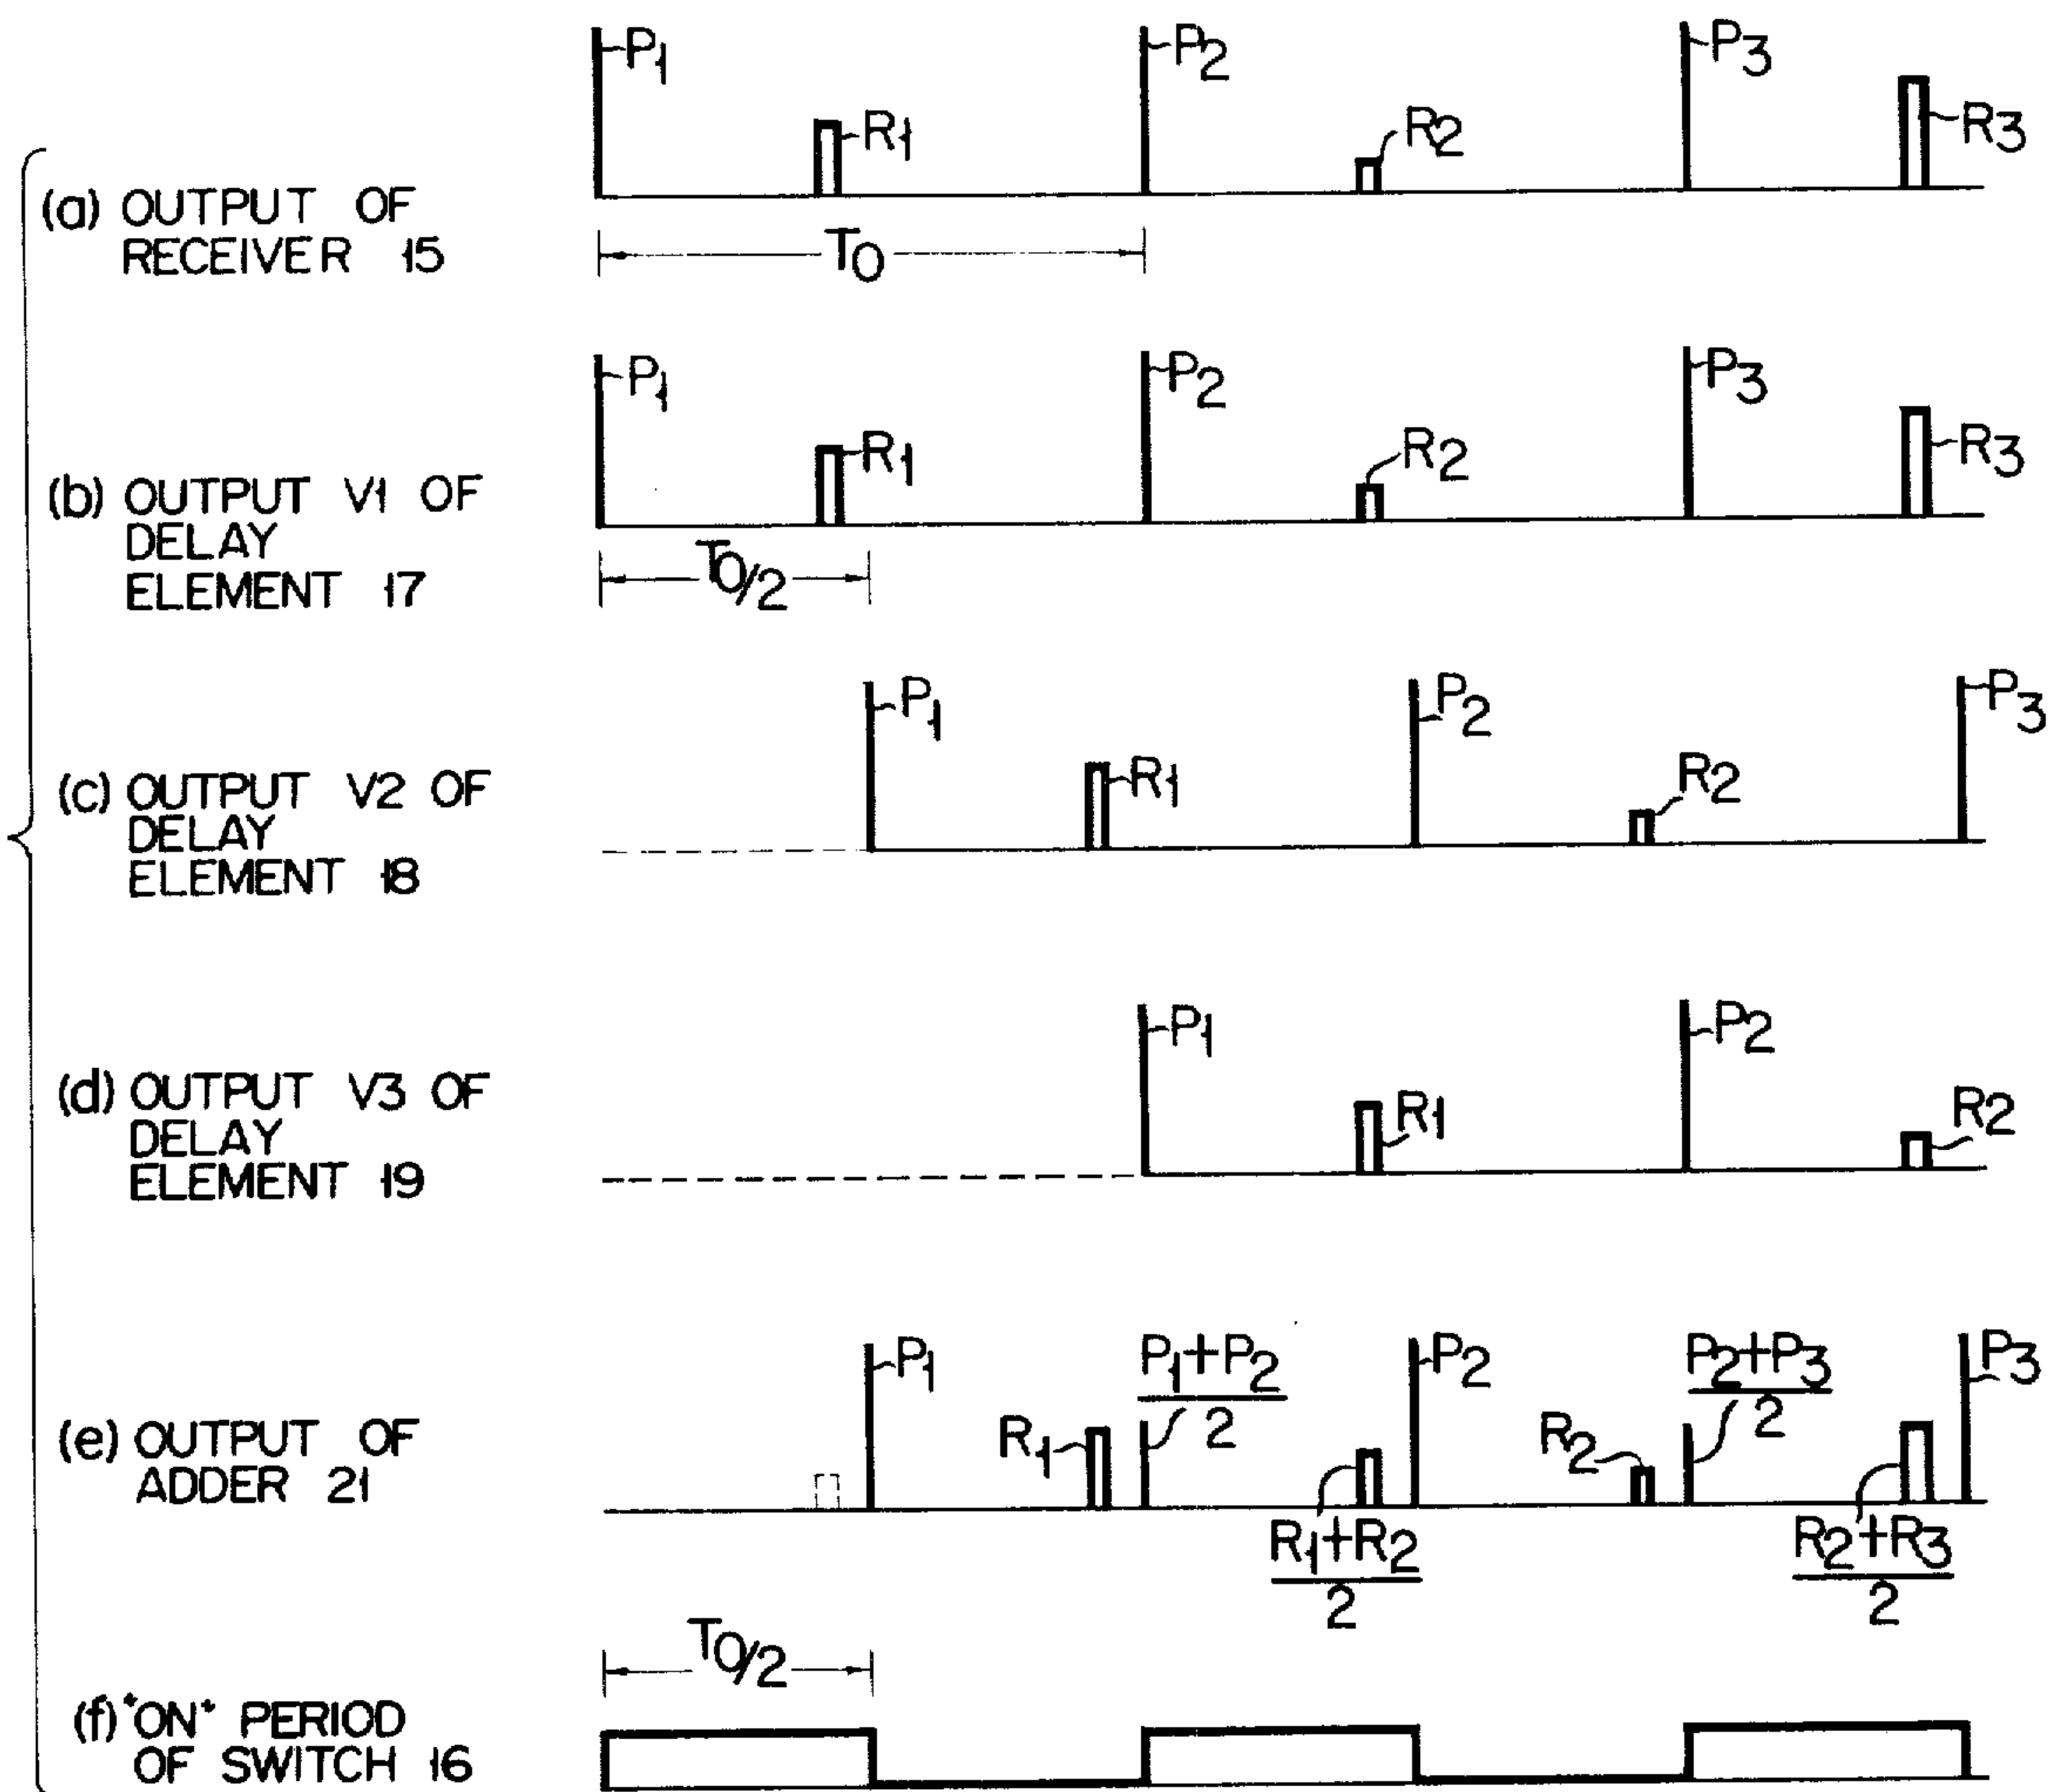 P1
P2
P3
R1
R2
R3
(a) OUTPUT OF
RECEIVER 15
T0
P1
P2
P3
R1
R2
R3
(b) OUTPUT V1 OF
DELAY
ELEMENT 17
T0/2
P1
P2
P3
R1
R2
(c) OUTPUT V2 OF
DELAY
ELEMENT 18
P1
P2
R1
R2
(d) OUTPUT V3 OF
DELAY
ELEMENT 19
P1
P1+P2
2
P2
P2+P3
2
P3
R1
R2
(e) OUTPUT OF
ADDER 21
R1+R2
2
R2+R3
2
T0/2
(f) "ON" PERIOD
OF SWITCH 16